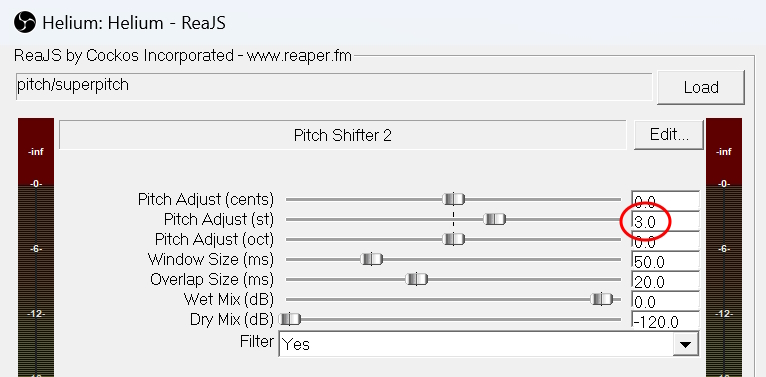 Helium: Helium - ReaJS
ReaJS by Cockos Incorporated - www.reaper.fm
pitch/superpitch
Load
Pitch Shifter 2
Edit...
-inf
-inf
-0-
-0-
Pitch Adjust (cents) 0.0
Pitch Adjust (st) 3.0
Pitch Adjust (oct) 0.0
-6-
-6-
Window Size (ms) 50.0
Overlap Size (ms) 20.0
Wet Mix (dB) 0.0
-12-
-12-
Dry Mix (dB) -120.0
Filter Yes